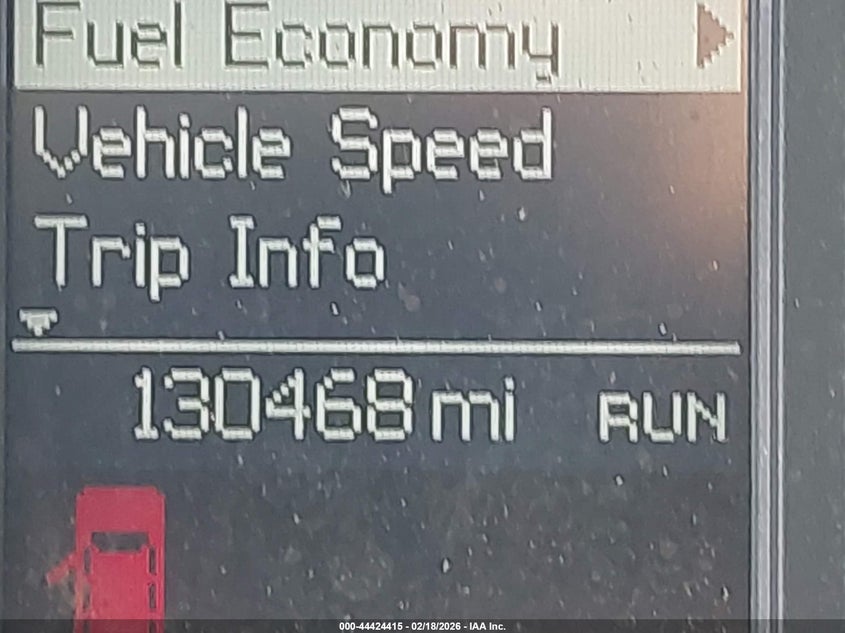 Fuel Economy
Vehicle Speed
Trip Info
130468 mi RUN
000-44424415 - 02/18/2026 - IAA Inc.